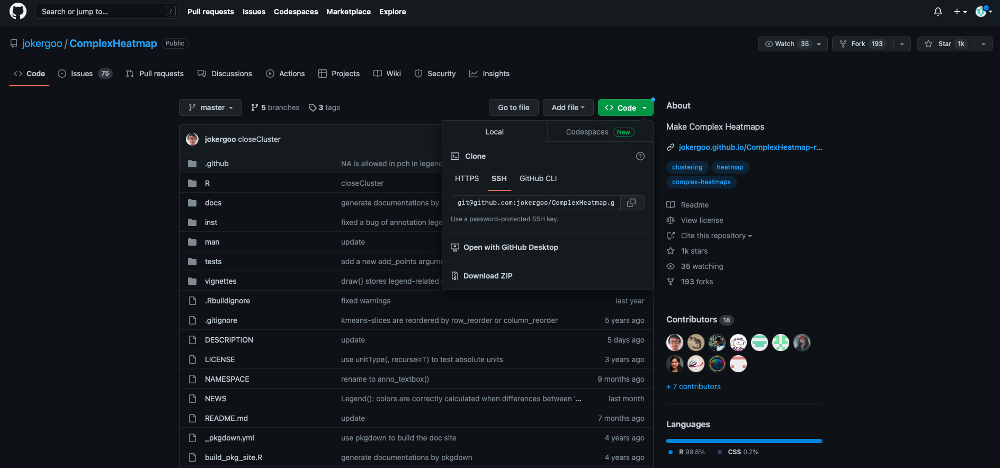 Search or jump to... /
Pull requests Issues Codespaces Marketplace Explore
jokergoo / ComplexHeatmap Public
Watch 35 Fork 193 Star 1k
Code Issues 75 Pull requests Discussions Actions Projects Wiki Security Insights
master 5 branches 3 tags
Go to file Add file Code
jokergoo closeCluster
.github NA is allowed in pch in legend
R closeCluster
docs generate documentations by
inst fixed a bug of annotation lege
man update
tests add a new add_points argume
vignettes draw() stores legend-related
.Rbuildignore fixed warnings last year
.gitignore kmeans-slices are reordered by row_reorder or column_reorder 5 years ago
DESCRIPTION update 5 days ago
LICENSE use unitType(, recurse=T) to test absolute units 3 years ago
NAMESPACE rename to anno_textbox() 9 months ago
NEWS Legend(): colors are correctly calculated when differences between '... last month
README.md update 7 months ago
_pkgdown.yml use pkgdown to build the doc site 4 years ago
build_pkg_site.R generate documentations by pkgdown 4 years ago
Local Codespaces New
Clone
HTTPS SSH GitHub CLI
git@github.com:jokergoo/ComplexHeatmap.g
Use a password-protected SSH key.
Open with GitHub Desktop
Download ZIP
About
Make Complex Heatmaps
jokergoo.github.io/ComplexHeatmap-r...
clustering heatmap
complex-heatmaps
Readme
View license
Cite this repository
1k stars
35 watching
193 forks
Contributors 18
+ 7 contributors
Languages
R 99.8% CSS 0.2%